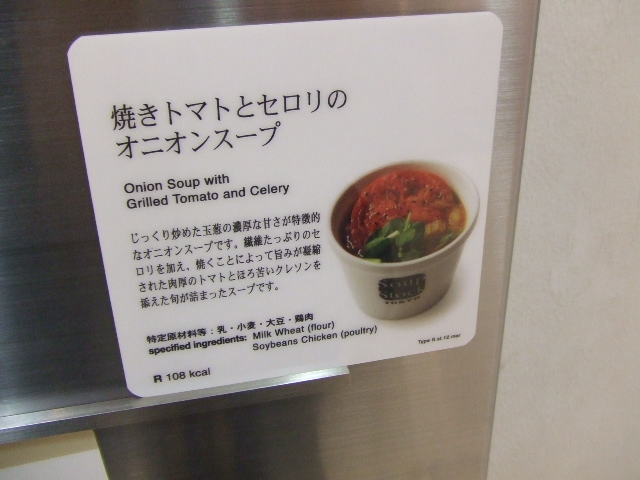 焼きトマトとセロリの
オニオンスープ
Onion Soup with
Grilled Tomato and Celery
じっくり炒めた玉葱の濃厚な甘さが特徴的
なオニオンスープです。繊維たっぷりのセ
ロリを加え、焼くことによって旨みが凝縮
された肉厚のトマトとほろ苦いクレソンを
添えた旬が詰まったスープです。
特定原材料等：乳・小麦・大豆・鶏肉
specified ingredients: Milk Wheat (flour)
Soybeans Chicken (poultry)
R 108 kcal
Soup
Stock
TOKYO